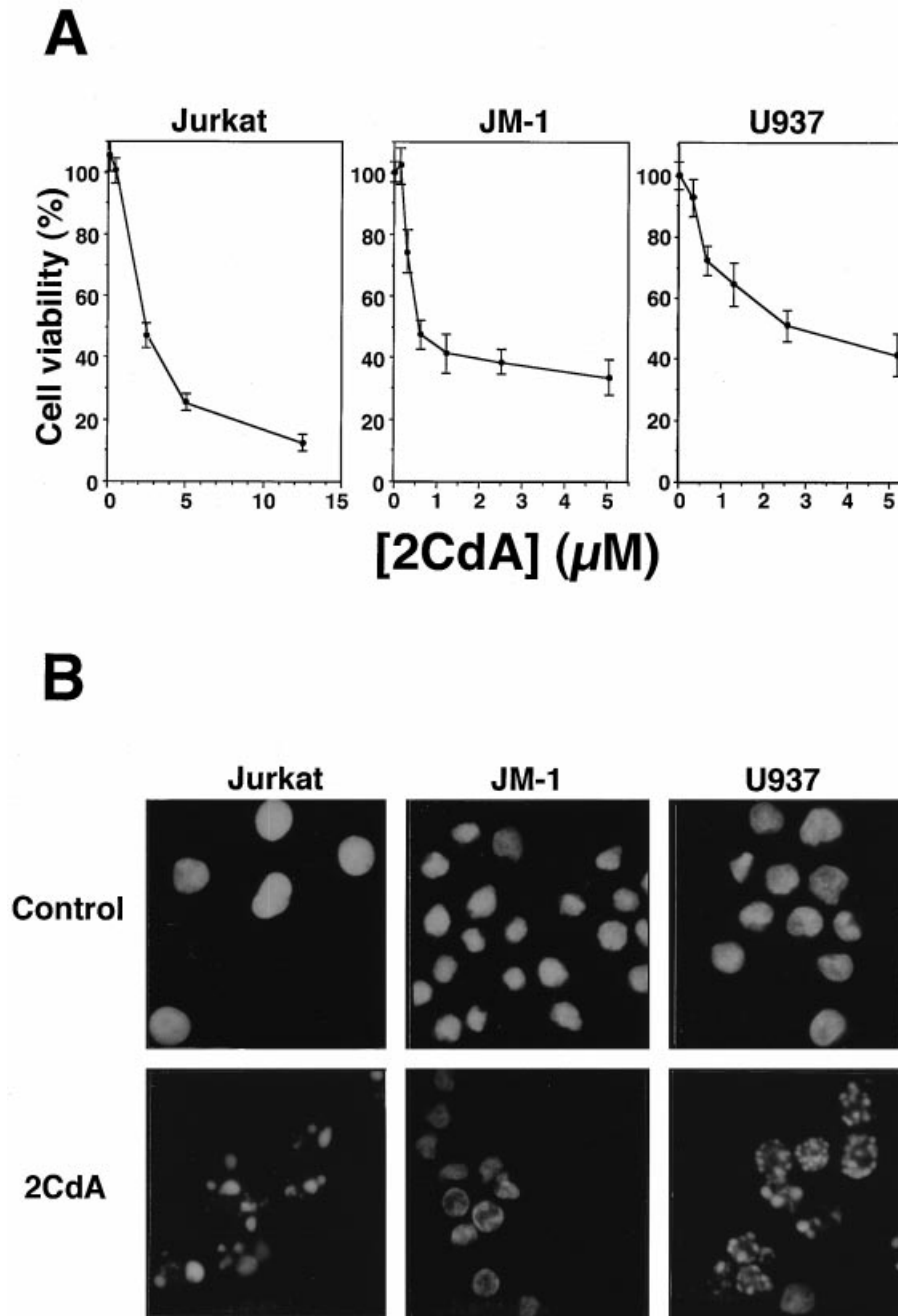 A
Jurkat JM-1 U937
Cell viability (%)
100 100 100
80 80 80
60 60 60
40 40 40
20 20 20
0 0 0
0 5 10 15 0 1 2 3 4 5 0 1 2 3 4 5
[2CdA] (µM)
B
Jurkat JM-1 U937
Control
2CdA